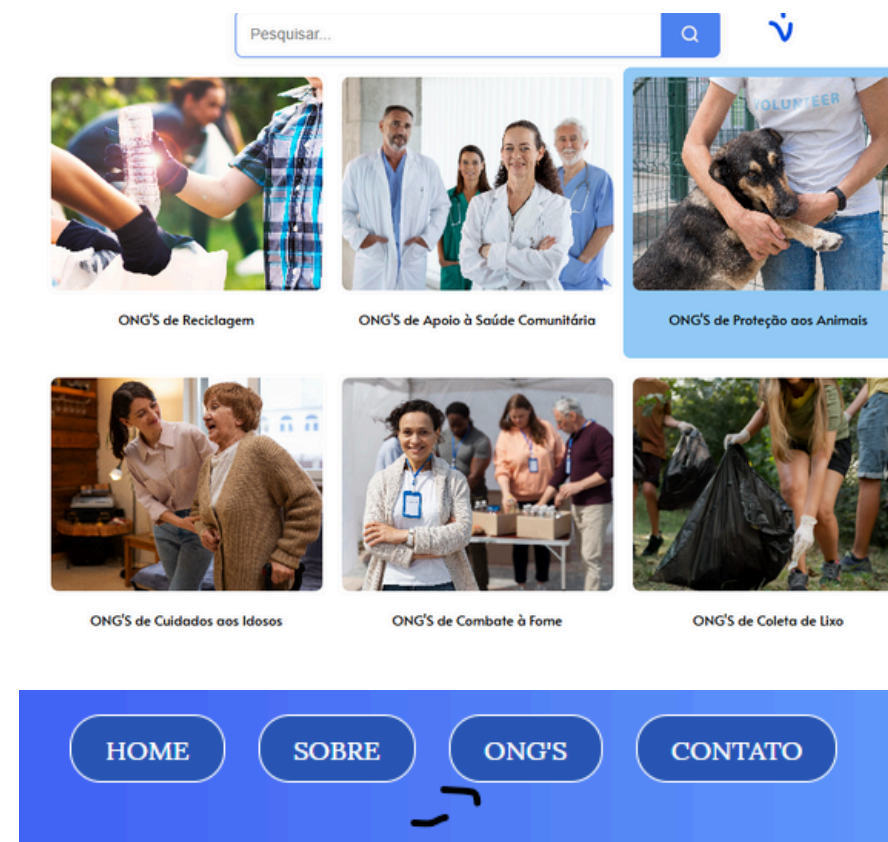 Pesquisar...
VOLUNTEER
ONG'S de Reciclagem
ONG'S de Apoio à Saúde Comunitária
ONG'S de Proteção aos Animais
ONG'S de Cuidados aos Idosos
ONG'S de Combate à Fome
ONG'S de Coleta de Lixo
HOME
SOBRE
ONG'S
CONTATO